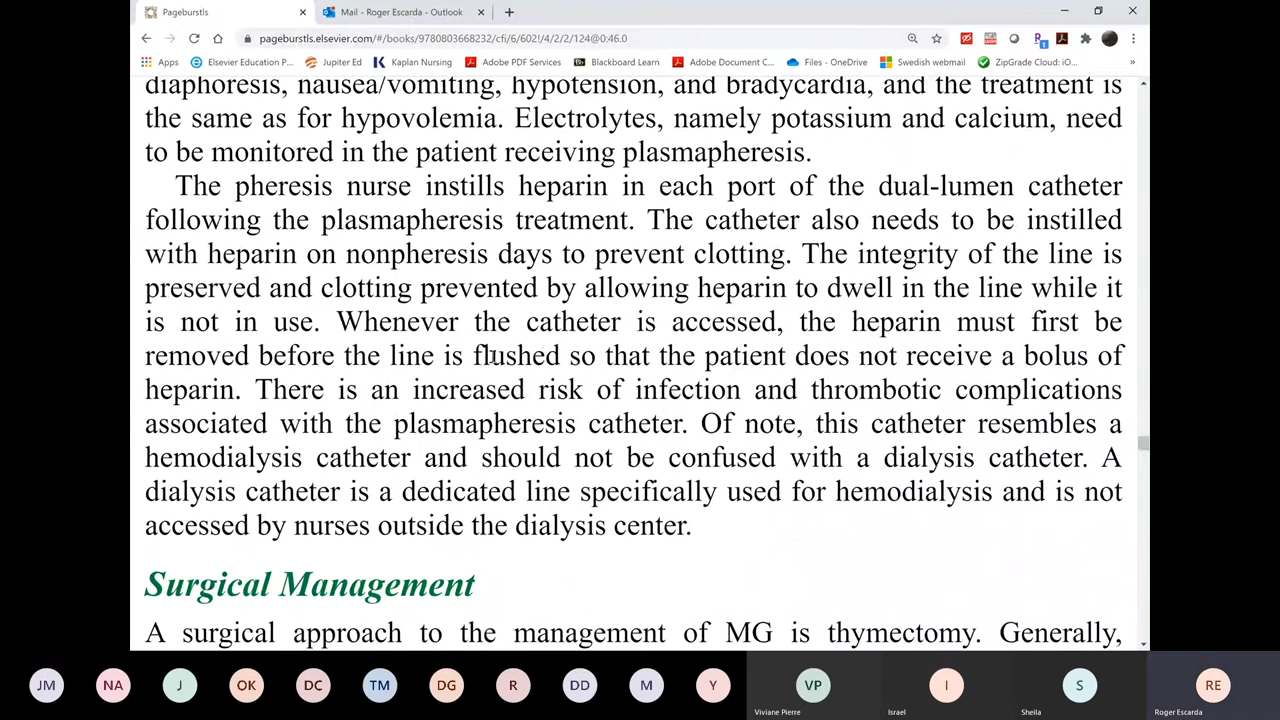 Pageburstls
Mail - Roger Escarda - Outlook
pageburstls.elsevier.com/#/books/9780803668232/cfi/6/602!/4/2/2/124@0:46.0
Apps
Elsevier Education P...
Jupiter Ed
Kaplan Nursing
Adobe PDF Services
Blackboard Learn
Adobe Document C...
Files - OneDrive
Swedish webmail
ZipGrade Cloud: iO...
diaphoresis, nausea/vomiting, hypotension, and bradycardia, and the treatment is
the same as for hypovolemia. Electrolytes, namely potassium and calcium, need
to be monitored in the patient receiving plasmapheresis.
The pheresis nurse instills heparin in each port of the dual-lumen catheter
following the plasmapheresis treatment. The catheter also needs to be instilled
with heparin on nonpheresis days to prevent clotting. The integrity of the line is
preserved and clotting prevented by allowing heparin to dwell in the line while it
is not in use. Whenever the catheter is accessed, the heparin must first be
removed before the line is flushed so that the patient does not receive a bolus of
heparin. There is an increased risk of infection and thrombotic complications
associated with the plasmapheresis catheter. Of note, this catheter resembles a
hemodialysis catheter and should not be confused with a dialysis catheter. A
dialysis catheter is a dedicated line specifically used for hemodialysis and is not
accessed by nurses outside the dialysis center.
Surgical Management
A surgical approach to the management of MG is thymectomy. Generally,
JM
NA
J
OK
DC
TM
DG
R
DD
M
Y
VP
I
S
RE
Viviane Pierre
Israel
Sheila
Roger Escarda